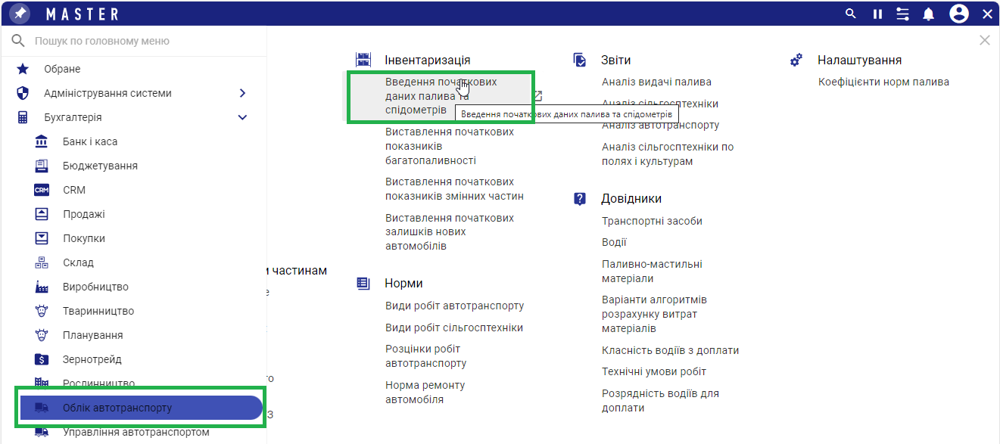 MASTER
Пошук по головному меню
Обране
Адміністрування системи
Бухгалтерія
Банк і каса
Бюджетування
CRM
CRM
Продажі
Покупки
Склад
Виробництво
Тваринництво
Планування
Зернотрейд
Рослинництво
Облік автотранспорту
Управління автотранспортом
частинам
Інвентаризація
Введення початкових
даних палива та
спідометрів
Введення початкових даних палива та спідометрів
Виставлення початкових
показників
багатопаливності
Виставлення початкових
показників змінних частин
Виставлення початкових
залишків нових
автомобілів
Норми
Види робіт автотранспорту
Види робіт сільгосптехніки
Розцінки робіт
автотранспорту
Норма ремонту
автомобіля
Звіти
Аналіз видачі палива
Аналіз сільгосптехніки
Аналіз автотранспорту
Аналіз сільгосптехніки по
полях і культурам
Довідники
Транспортні засоби
Водії
Паливно-мастильні
матеріали
Варіанти алгоритмів
розрахунку витрат
матеріалів
Класність водіїв з доплати
Технічні умови робіт
Розрядність водіїв для
доплати
Налаштування
Коефіцієнти норм палива